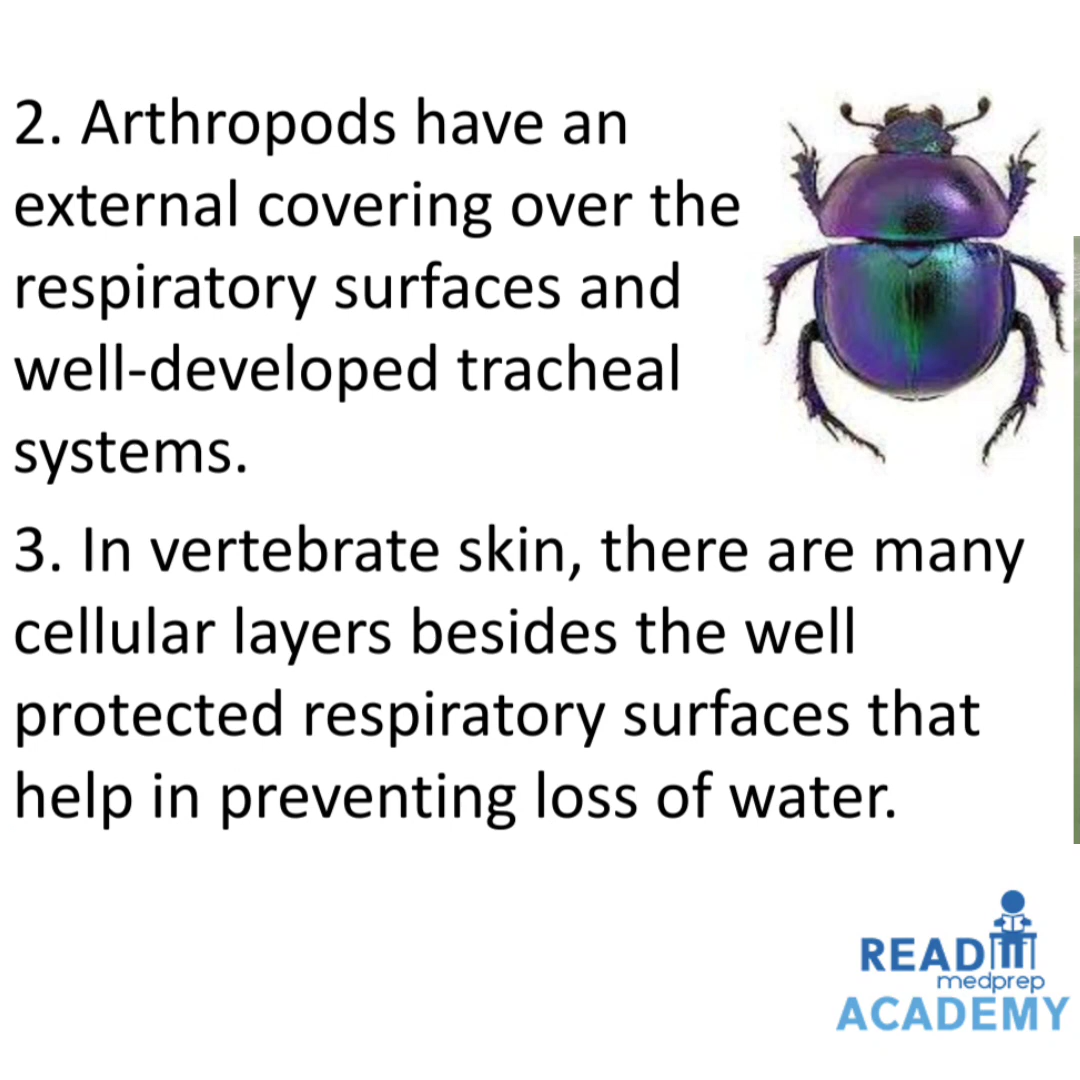 2. Arthropods have an
external covering over the
respiratory surfaces and
well-developed tracheal
systems.
3. In vertebrate skin, there are many
cellular layers besides the well
protected respiratory surfaces that
help in preventing loss of water.
READ
medprep
ACADEMY